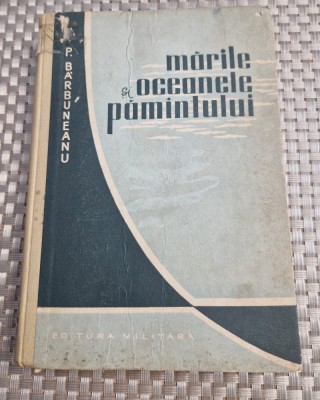 P. BĂRBUNEANU
mările
și oceanele
pămîntului
EDITURA MILITARĂ